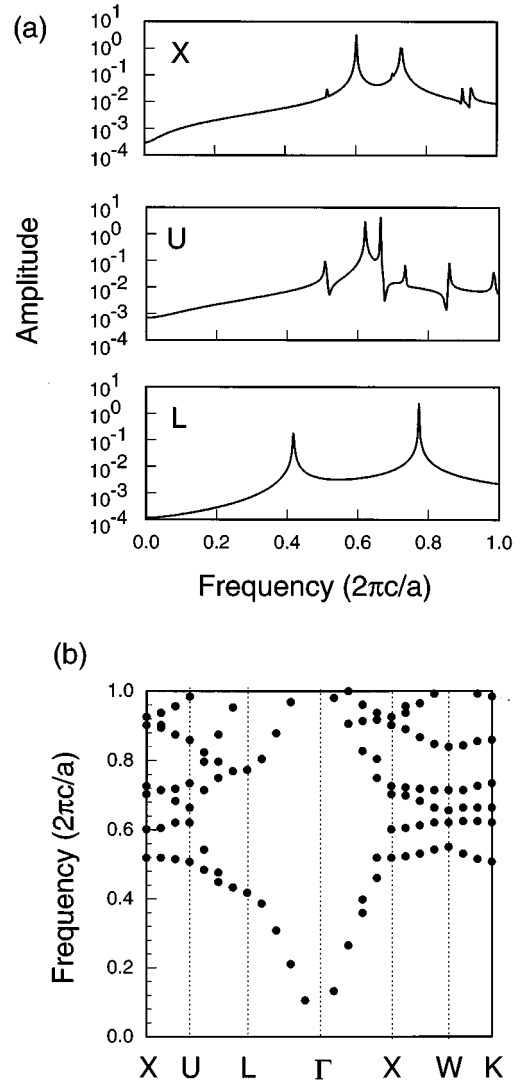 (a)
X
10^1
10^0
10^-1
10^-2
10^-3
10^-4
U
10^1
10^0
10^-1
10^-2
10^-3
10^-4
Amplitude
L
10^1
10^0
10^-1
10^-2
10^-3
10^-4
0.0 0.2 0.4 0.6 0.8 1.0
Frequency (2πc/a)
(b)
1.0
0.8
0.6
0.4
0.2
0.0
Frequency (2πc/a)
X U L Γ X W K